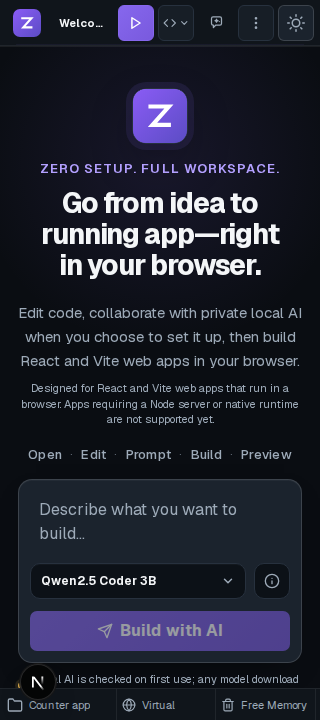 Welco...
ZERO SETUP. FULL WORKSPACE.
Go from idea to
running app—right
in your browser.
Edit code, collaborate with private local AI
when you choose to set it up, then build
React and Vite web apps in your browser.
Designed for React and Vite web apps that run in a
browser. Apps requiring a Node server or native runtime
are not supported yet.
Open · Edit · Prompt · Build · Preview
Describe what you want to
build...
Qwen2.5 Coder 3B
Build with AI
AI is checked on first use; any model download
Counter app
Virtual
Free Memory